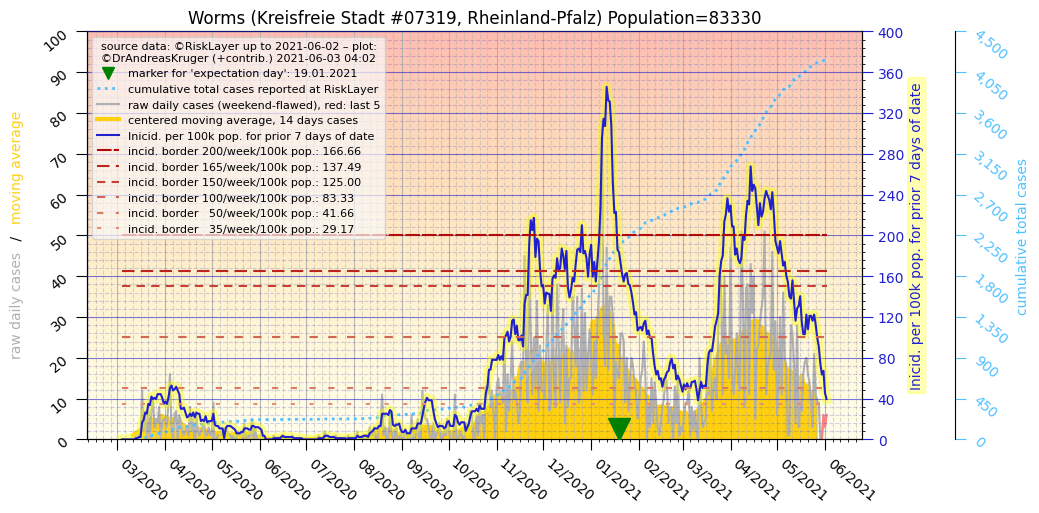 Worms (Kreisfreie Stadt #07319, Rheinland-Pfalz) Population=83330
source data: ©RiskLayer up to 2021-06-02 – plot:
©DrAndreasKruger (+contrib.) 2021-06-03 04:02
marker for 'expectation day': 19.01.2021
cumulative total cases reported at RiskLayer
raw daily cases (weekend-flawed), red: last 5
centered moving average, 14 days cases
Inicid. per 100k pop. for prior 7 days of date
incid. border 200/week/100k pop.: 166.66
incid. border 165/week/100k pop.: 137.49
incid. border 150/week/100k pop.: 125.00
incid. border 100/week/100k pop.: 83.33
incid. border   50/week/100k pop.: 41.66
incid. border   35/week/100k pop.: 29.17
raw daily cases / moving average
100
90
80
70
60
50
40
30
20
10
0
03/2020
04/2020
05/2020
06/2020
07/2020
08/2020
09/2020
10/2020
11/2020
12/2020
01/2021
02/2021
03/2021
04/2021
05/2021
06/2021
400
360
320
280
240
200
160
120
80
40
0
Inicid. per 100k pop. for prior 7 days of date
4,500
4,050
3,600
3,150
2,700
2,250
1,800
1,350
900
450
0
cumulative total cases